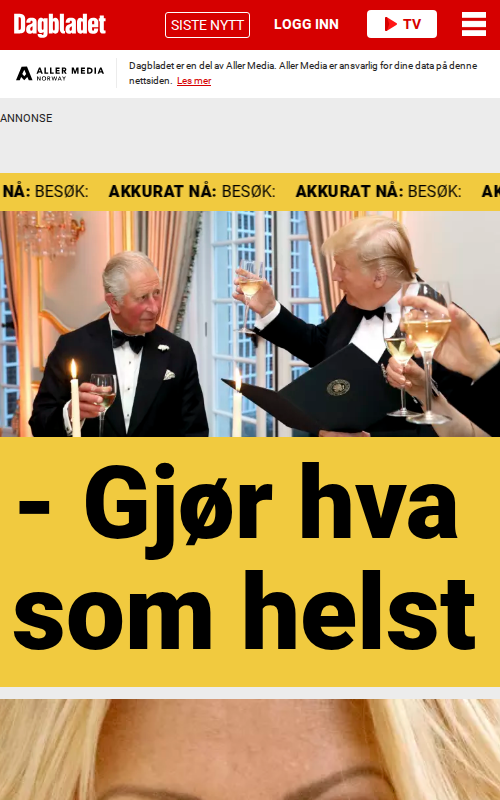 Dagbladet SISTE NYTT LOGG INN TV
ALLER MEDIA
NORWAY
Dagbladet er en del av Aller Media. Aller Media er ansvarlig for dine data på denne
nettsiden. Les mer
ANNONSE
NÅ: BESØK: AKKURAT NÅ: BESØK: AKKURAT NÅ: BESØK: AK
- Gjør hva
som helst